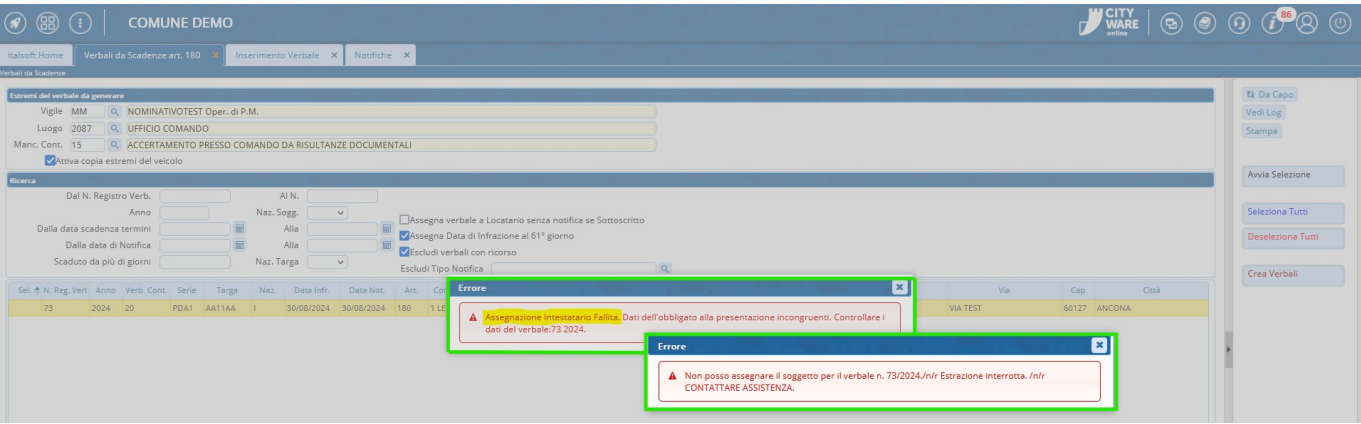 COMUNE DEMO
CITY WARE online
86
italsoft Home
Verbali da Scadenze art. 180
Inserimento Verbale
Notifiche
Verbali da Scadenze
Estremi del verbale da generare
Vigile MM NOMINATIVOTEST Oper. di P.M.
Luogo 2087 UFFICIO COMANDO
Manc. Cont. 15 ACCERTAMENTO PRESSO COMANDO DA RISULTANZE DOCUMENTALI
Attiva copia estremi del veicolo
Ricerca
Dal N. Registro Verb. Al N.
Anno Naz. Sogg.
Dalla data scadenza termini Alla
Dalla data di Notifica Alla
Scaduto da più di giorni Naz. Targa
Assegna verbale a Locatario senza notifica se Sottoscritto
Assegna Data di Infrazione al 61° giorno
Escludi verbali con ricorso
Escludi Tipo Notifica
Sel. N. Reg. Vert Anno Verb. Cont. Serie Targa Naz. Data Infr. Data Not. Art. Via Cap Città
73 2024 20 PDA1 AA11AA I 30/08/2024 30/08/2024 180 1 LE VIA TEST 60127 ANCONA
Errore
Assegnazione Intestatario Fallita. Dati dell'obbligato alla presentazione incongruenti. Controllare i
dati del verbale:73 2024.
Errore
Non posso assegnare il soggetto per il verbale n. 73/2024./n/r Estrazione interrotta. /n/r
CONTATTARE ASSISTENZA.
Da Capo
Vedi Log
Stampa
Avvia Selezione
Seleziona Tutti
Deseleziona Tutti
Crea Verbali